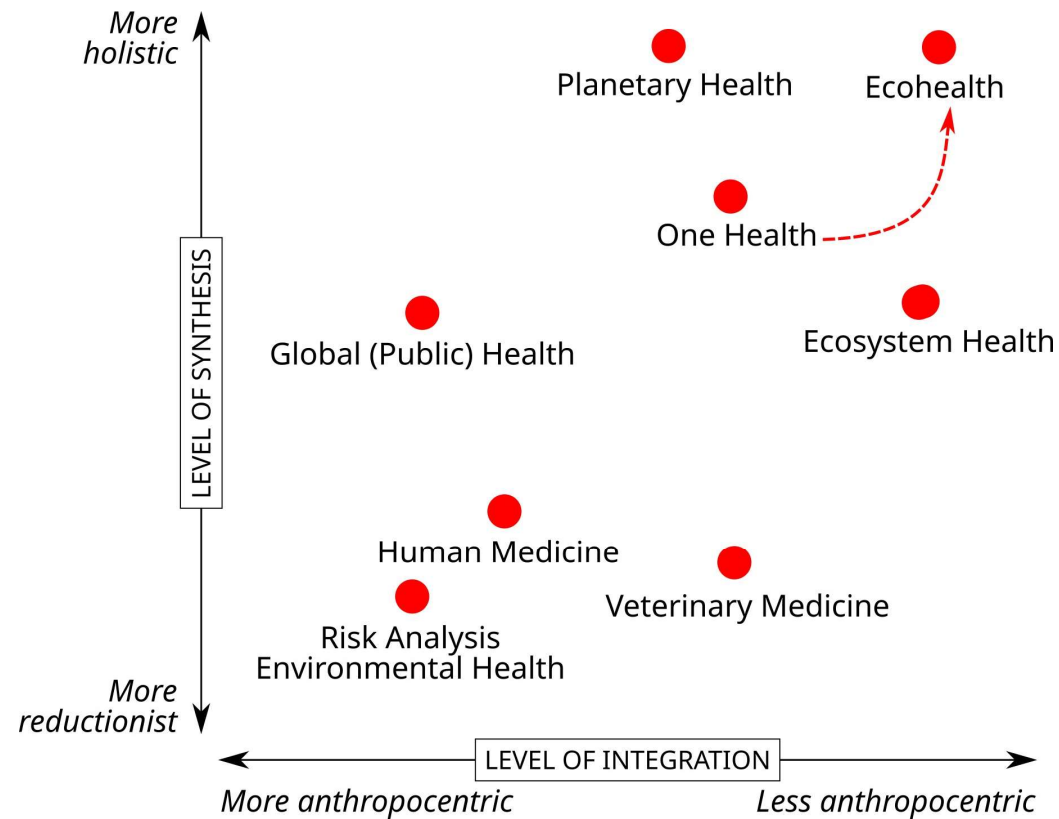 More
holistic
Planetary Health
Ecohealth
One Health
LEVEL OF SYNTHESIS
Global (Public) Health
Ecosystem Health
Human Medicine
Veterinary Medicine
Risk Analysis
Environmental Health
More
reductionist
LEVEL OF INTEGRATION
More anthropocentric
Less anthropocentric